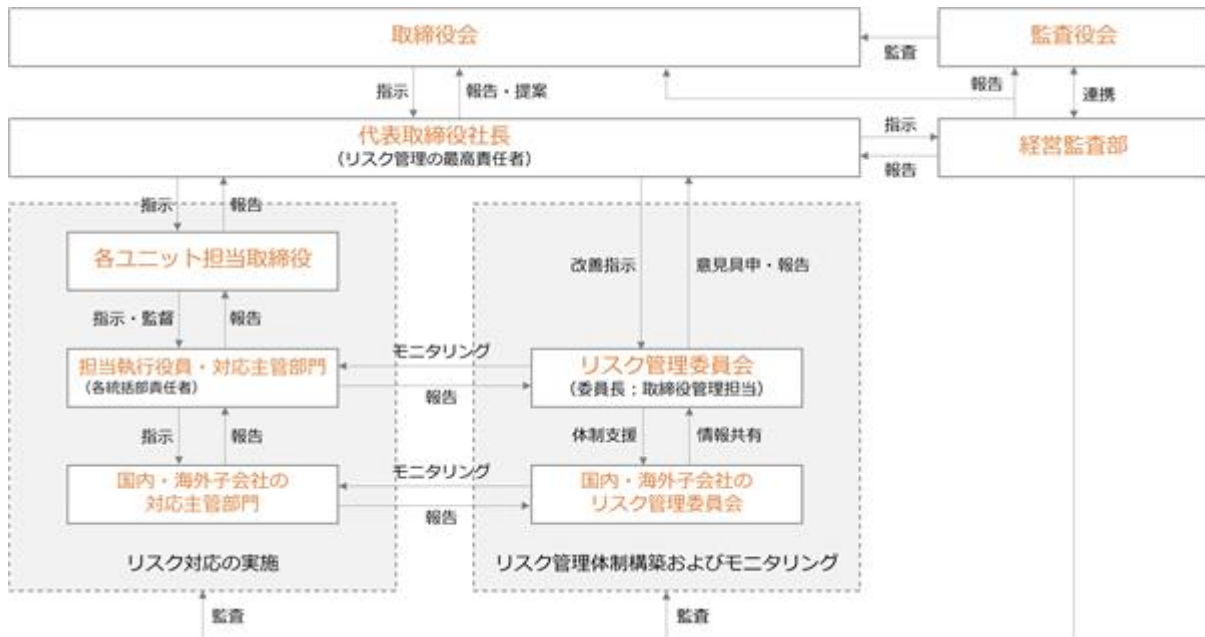 取締役会
監査
監査役会
指示
報告・提案
報告
連携
代表取締役社長
(リスク管理の最高責任者)
指示
報告
経営監査部
指示
報告
各ユニット担当取締役
改善指示
意見具申・報告
指示・監督
報告
担当執行役員・対応主管部門
(各統括部責任者)
モニタリング
報告
リスク管理委員会
(委員長:取締役管理担当)
指示
報告
体制支援
情報共有
国内・海外子会社の
対応主管部門
モニタリング
報告
国内・海外子会社の
リスク管理委員会
リスク対応の実施
リスク管理体制構築およびモニタリング
監査
監査